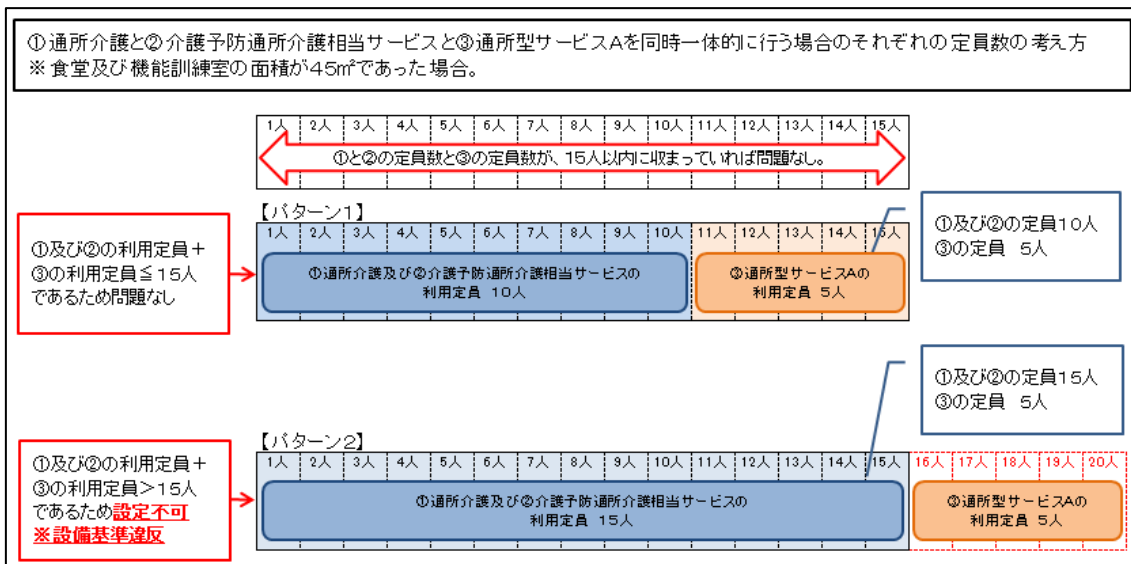 ①通所介護と②介護予防通所介護相当サービスと③通所型サービスAを同時一体的に行う場合のそれぞれの定員数の考え方
※食堂及び機能訓練室の面積が45㎡であった場合。
1人 2人 3人 4人 5人 6人 7人 8人 9人 10人 11人 12人 13人 14人 15人
①と②の定員数と③の定員数が、15人以内に収まっていれば問題なし。
【パターン1】
1人 2人 3人 4人 5人 6人 7人 8人 9人 10人 11人 12人 13人 14人 15人
①及び②の利用定員+
③の利用定員≦15人
であるため問題なし
①通所介護及び②介護予防通所介護相当サービスの
利用定員 10人
③通所型サービスAの
利用定員 5人
①及び②の定員10人
③の定員 5人
①及び②の定員15人
③の定員 5人
【パターン2】
1人 2人 3人 4人 5人 6人 7人 8人 9人 10人 11人 12人 13人 14人 15人 16人 17人 18人 19人 20人
①及び②の利用定員+
③の利用定員>15人
であるため設定不可
※設備基準違反
①通所介護及び②介護予防通所介護相当サービスの
利用定員 15人
③通所型サービスAの
利用定員 5人